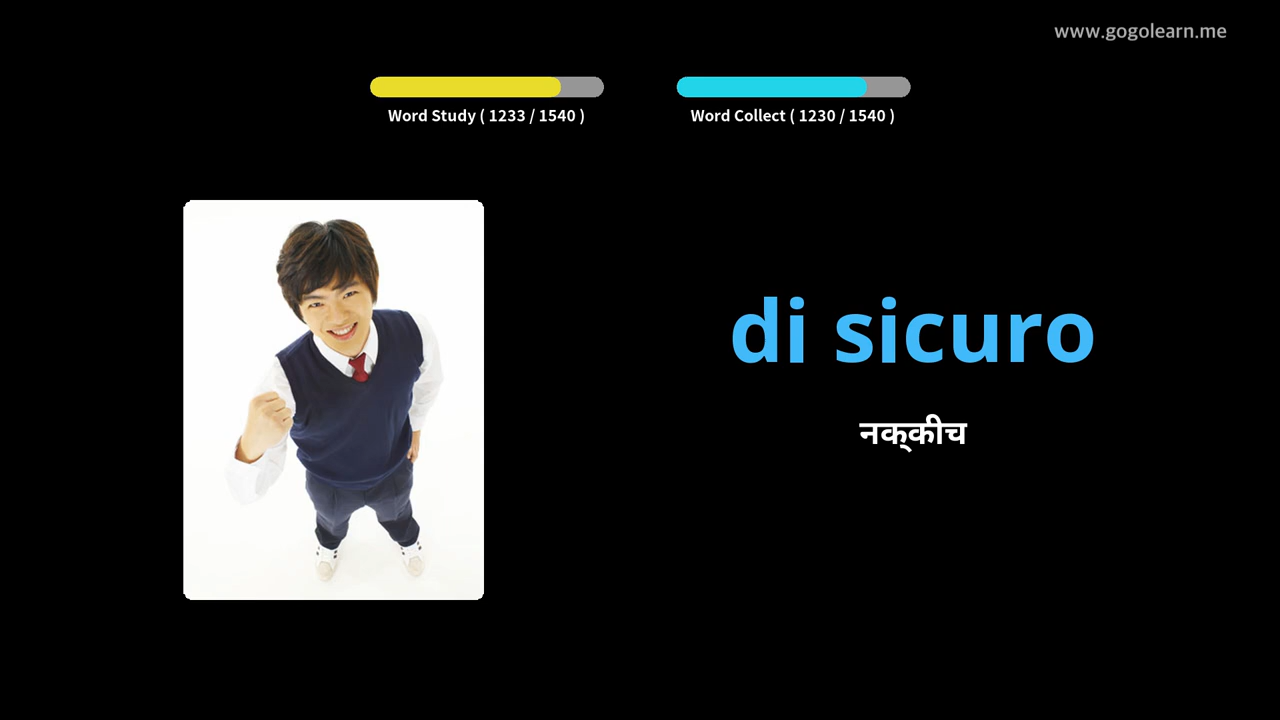 www.gogolearn.me
Word Study ( 1233 / 1540 )
Word Collect ( 1230 / 1540 )
di sicuro
नक्कीच